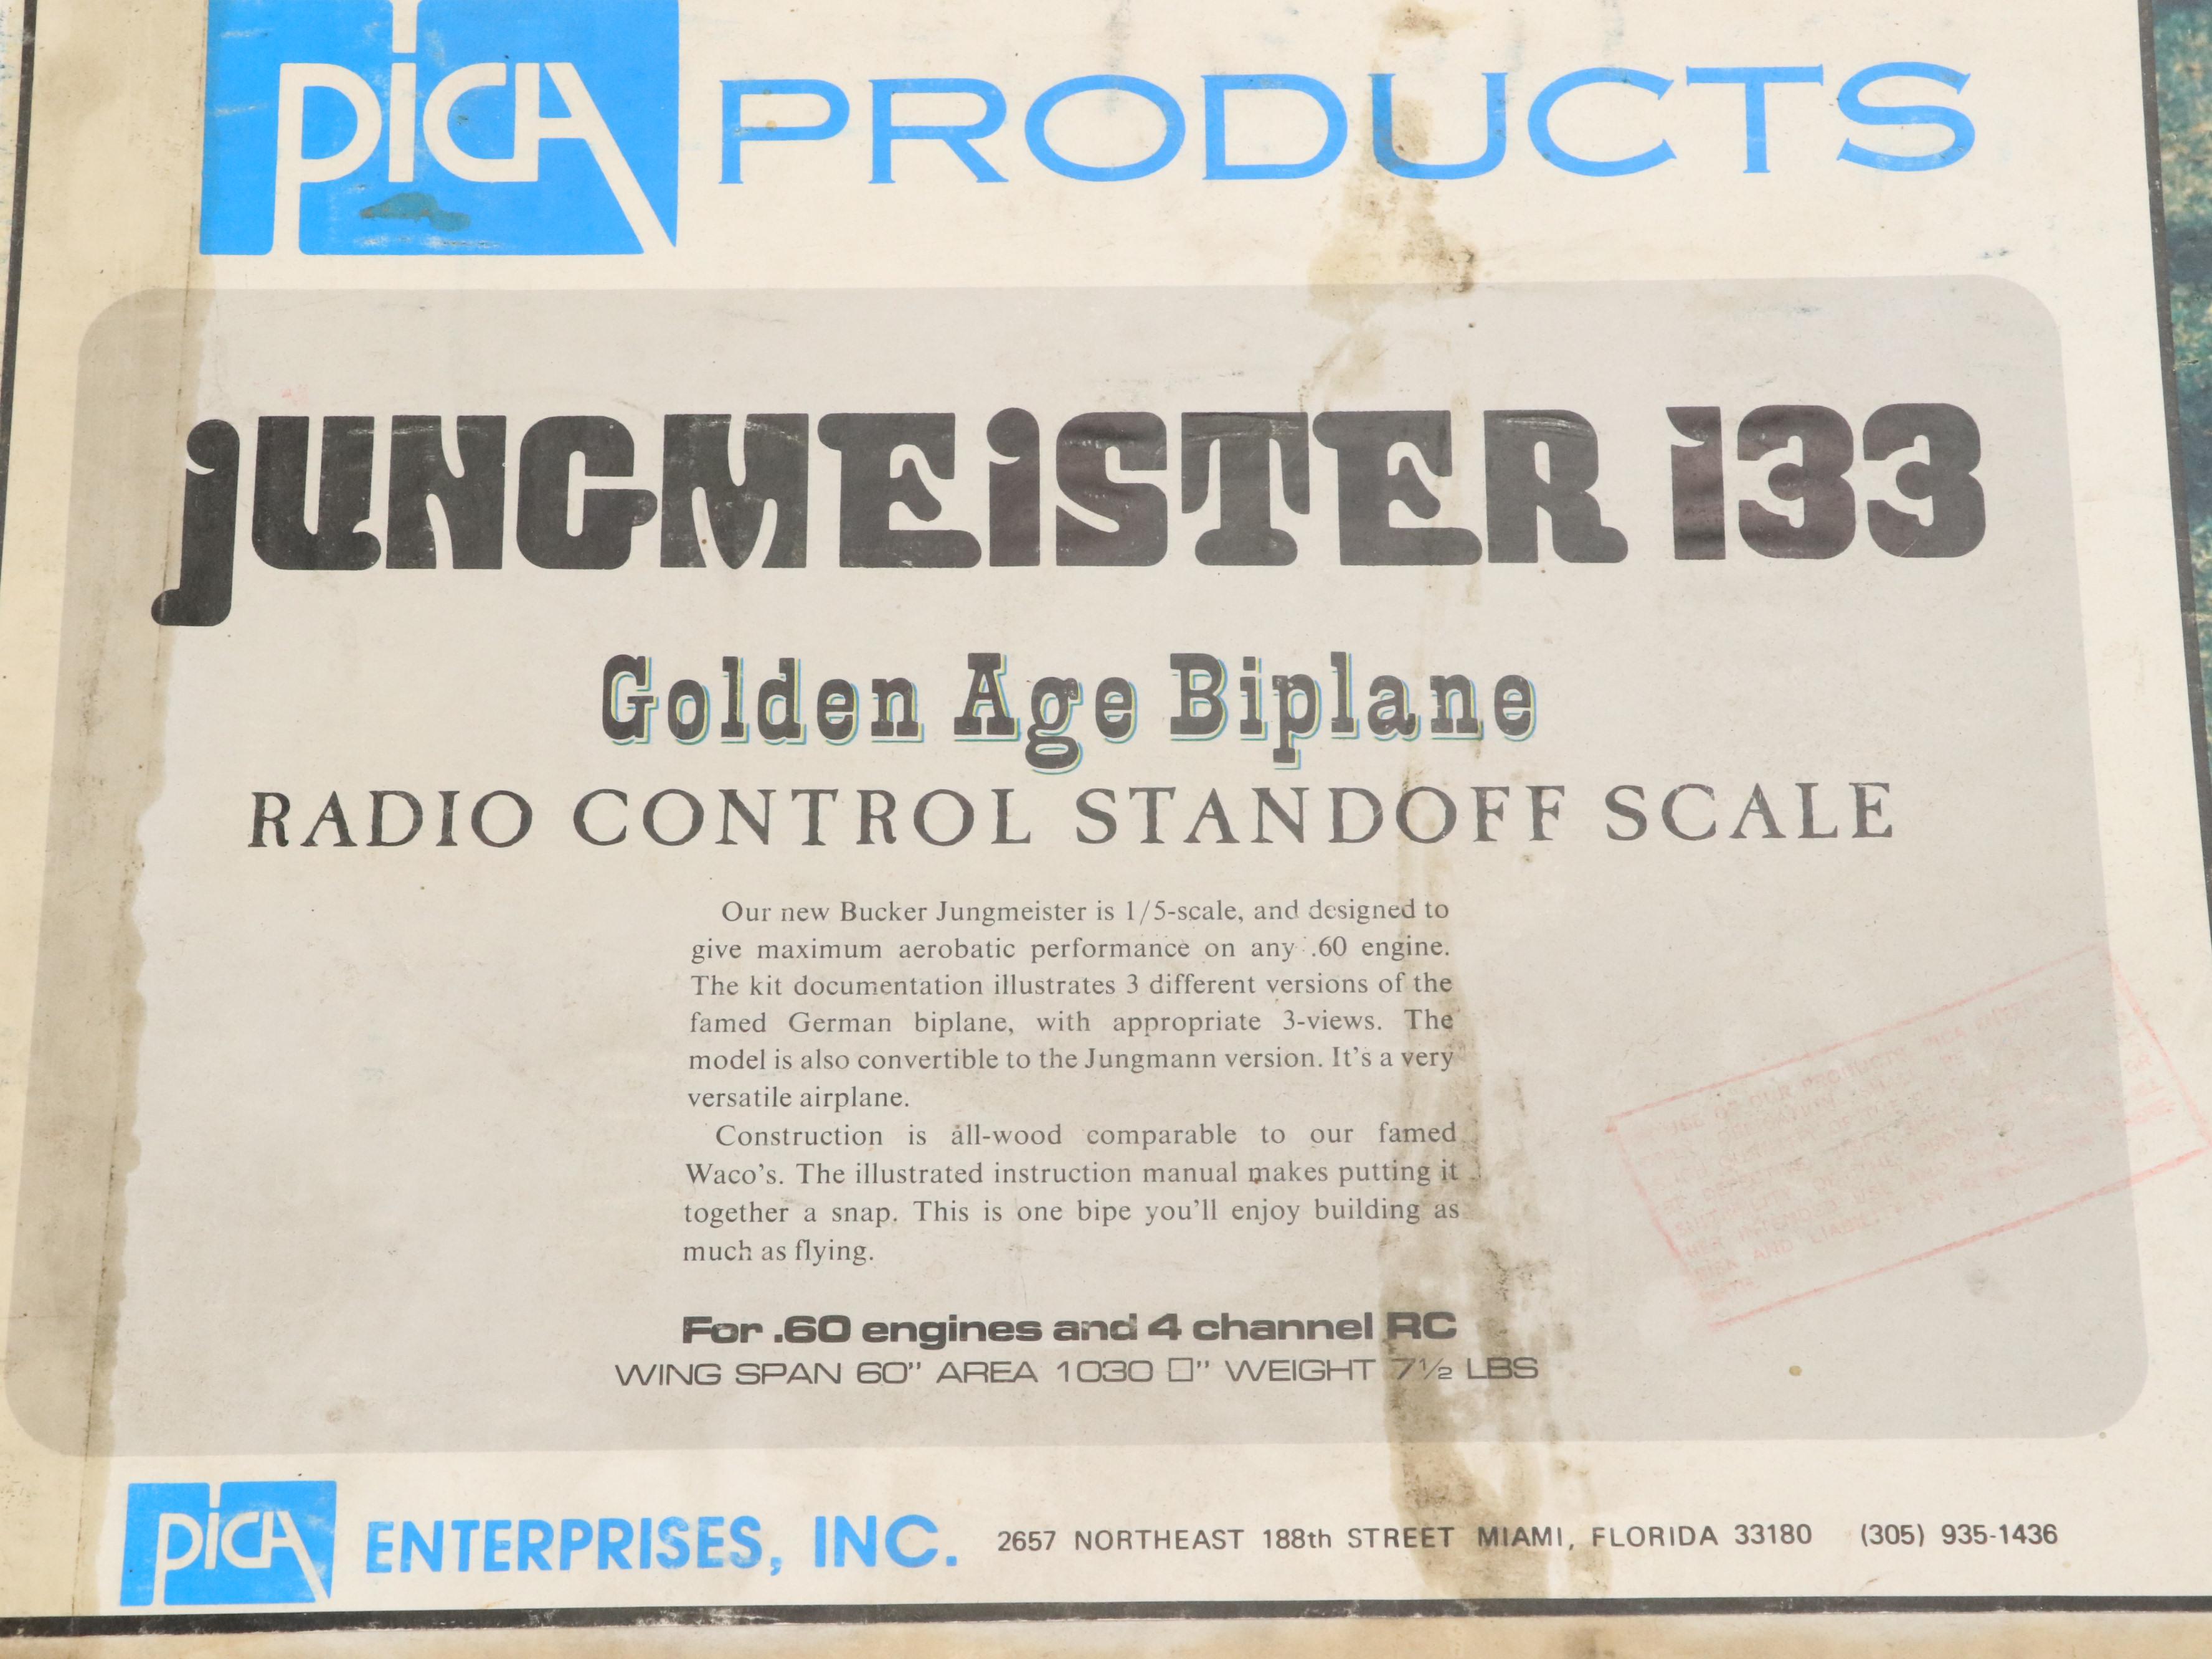 PICA PRODUCTS
JUNGMEISTER 133
Golden Age Biplane
RADIO CONTROL STANDOFF SCALE
Our new Bucker Jungmeister is 1/5-scale, and designed to
give maximum aerobatic performance on any .60 engine.
The kit documentation illustrates 3 different versions of the
famed German biplane, with appropriate 3-views. The
model is also convertible to the Jungmann version. It's a very
versatile airplane.
Construction is all-wood comparable to our famed
Waco's. The illustrated instruction manual makes putting it
together a snap. This is one bipe you'll enjoy building as
much as flying.
For .60 engines and 4 channel RC
WING SPAN 60" AREA 1030 □" WEIGHT 7½ LBS
OF OUR PRODUCTS
AND
PICA ENTERPRISES, INC. 2657 NORTHEAST 188th STREET MIAMI, FLORIDA 33180 (305) 935-1436